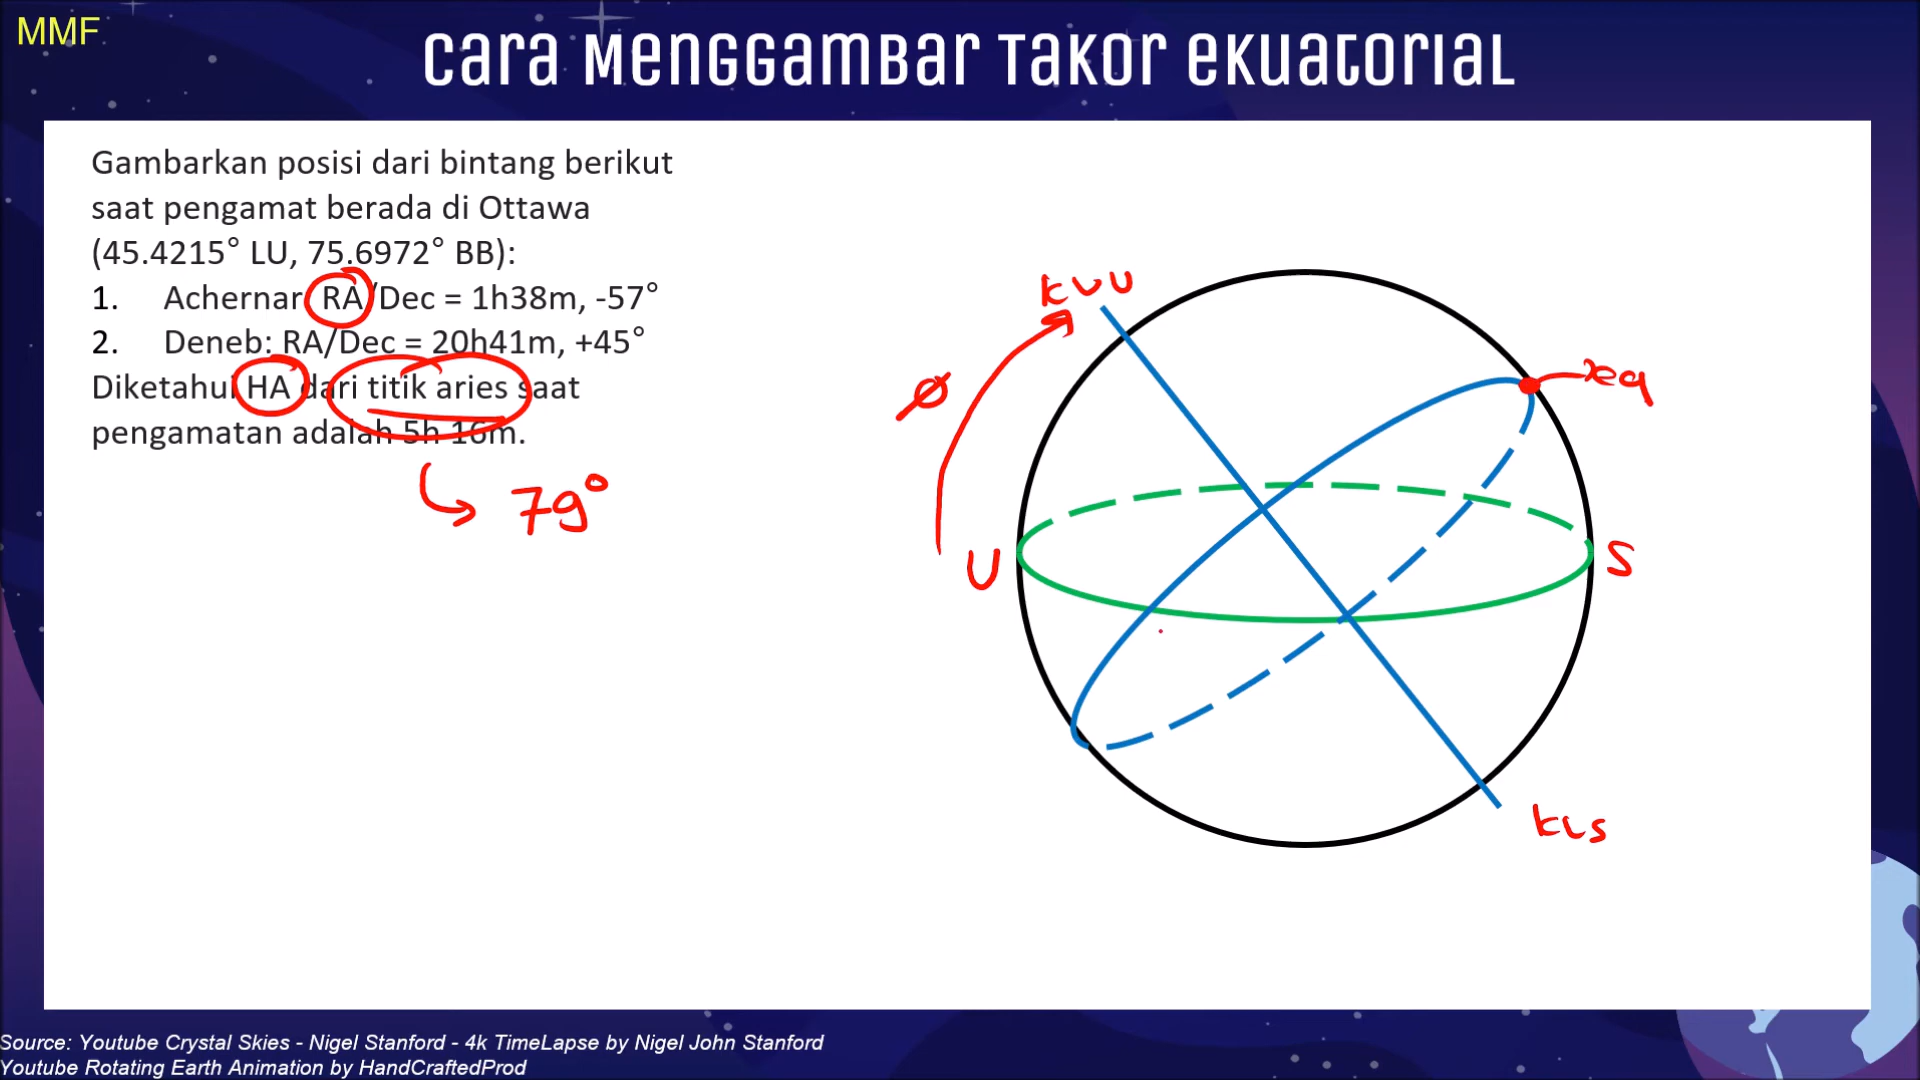 MMF
Cara Menggambar Takor Ekuatorial
Gambarkan posisi dari bintang berikut
saat pengamat berada di Ottawa
(45.4215° LU, 75.6972° BB):
1. Achernar RA/Dec = 1h38m, -57°
2. Deneb: RA/Dec = 20h41m, +45°
Diketahui HA dari titik aries saat
pengamatan adalah 5h 16m.
79°
KLU
Ø
U
S
KLS
Source: Youtube Crystal Skies - Nigel Stanford - 4k TimeLapse by Nigel John Stanford
Youtube Rotating Earth Animation by HandCraftedProd